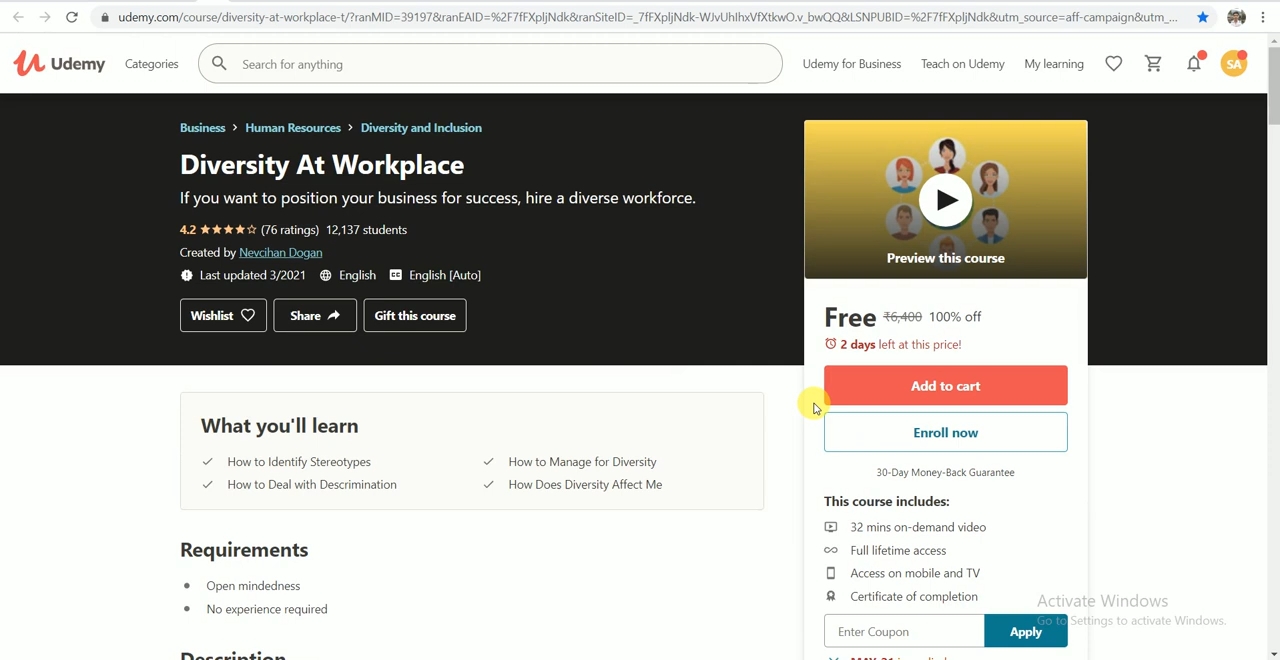 udemy.com/course/diversity-at-workplace-t/?ranMID=39197&ranEAID=%2F7fFXpljNdk&ranSiteID=_7fFXpljNdk-WJvUhIhxVfXtkwO.v_bwQQ&LSNPUBID=%2F7fFXpljNdk&utm_source=aff-campaign&utm_...
Udemy Categories Search for anything Udemy for Business Teach on Udemy My learning SA
Business > Human Resources > Diversity and Inclusion
Diversity At Workplace
If you want to position your business for success, hire a diverse workforce.
4.2 (76 ratings) 12,137 students
Created by Nevcihan Dogan
Last updated 3/2021 English English [Auto]
Wishlist Share Gift this course
Preview this course
Free ₹6,400 100% off
2 days left at this price!
Add to cart
Enroll now
30-Day Money-Back Guarantee
This course includes:
32 mins on-demand video
Full lifetime access
Access on mobile and TV
Certificate of completion
Enter Coupon Apply
What you'll learn
How to Identify Stereotypes How to Manage for Diversity
How to Deal with Descrimination How Does Diversity Affect Me
Requirements
Open mindedness
No experience required
Description
Activate Windows
Go to Settings to activate Windows.